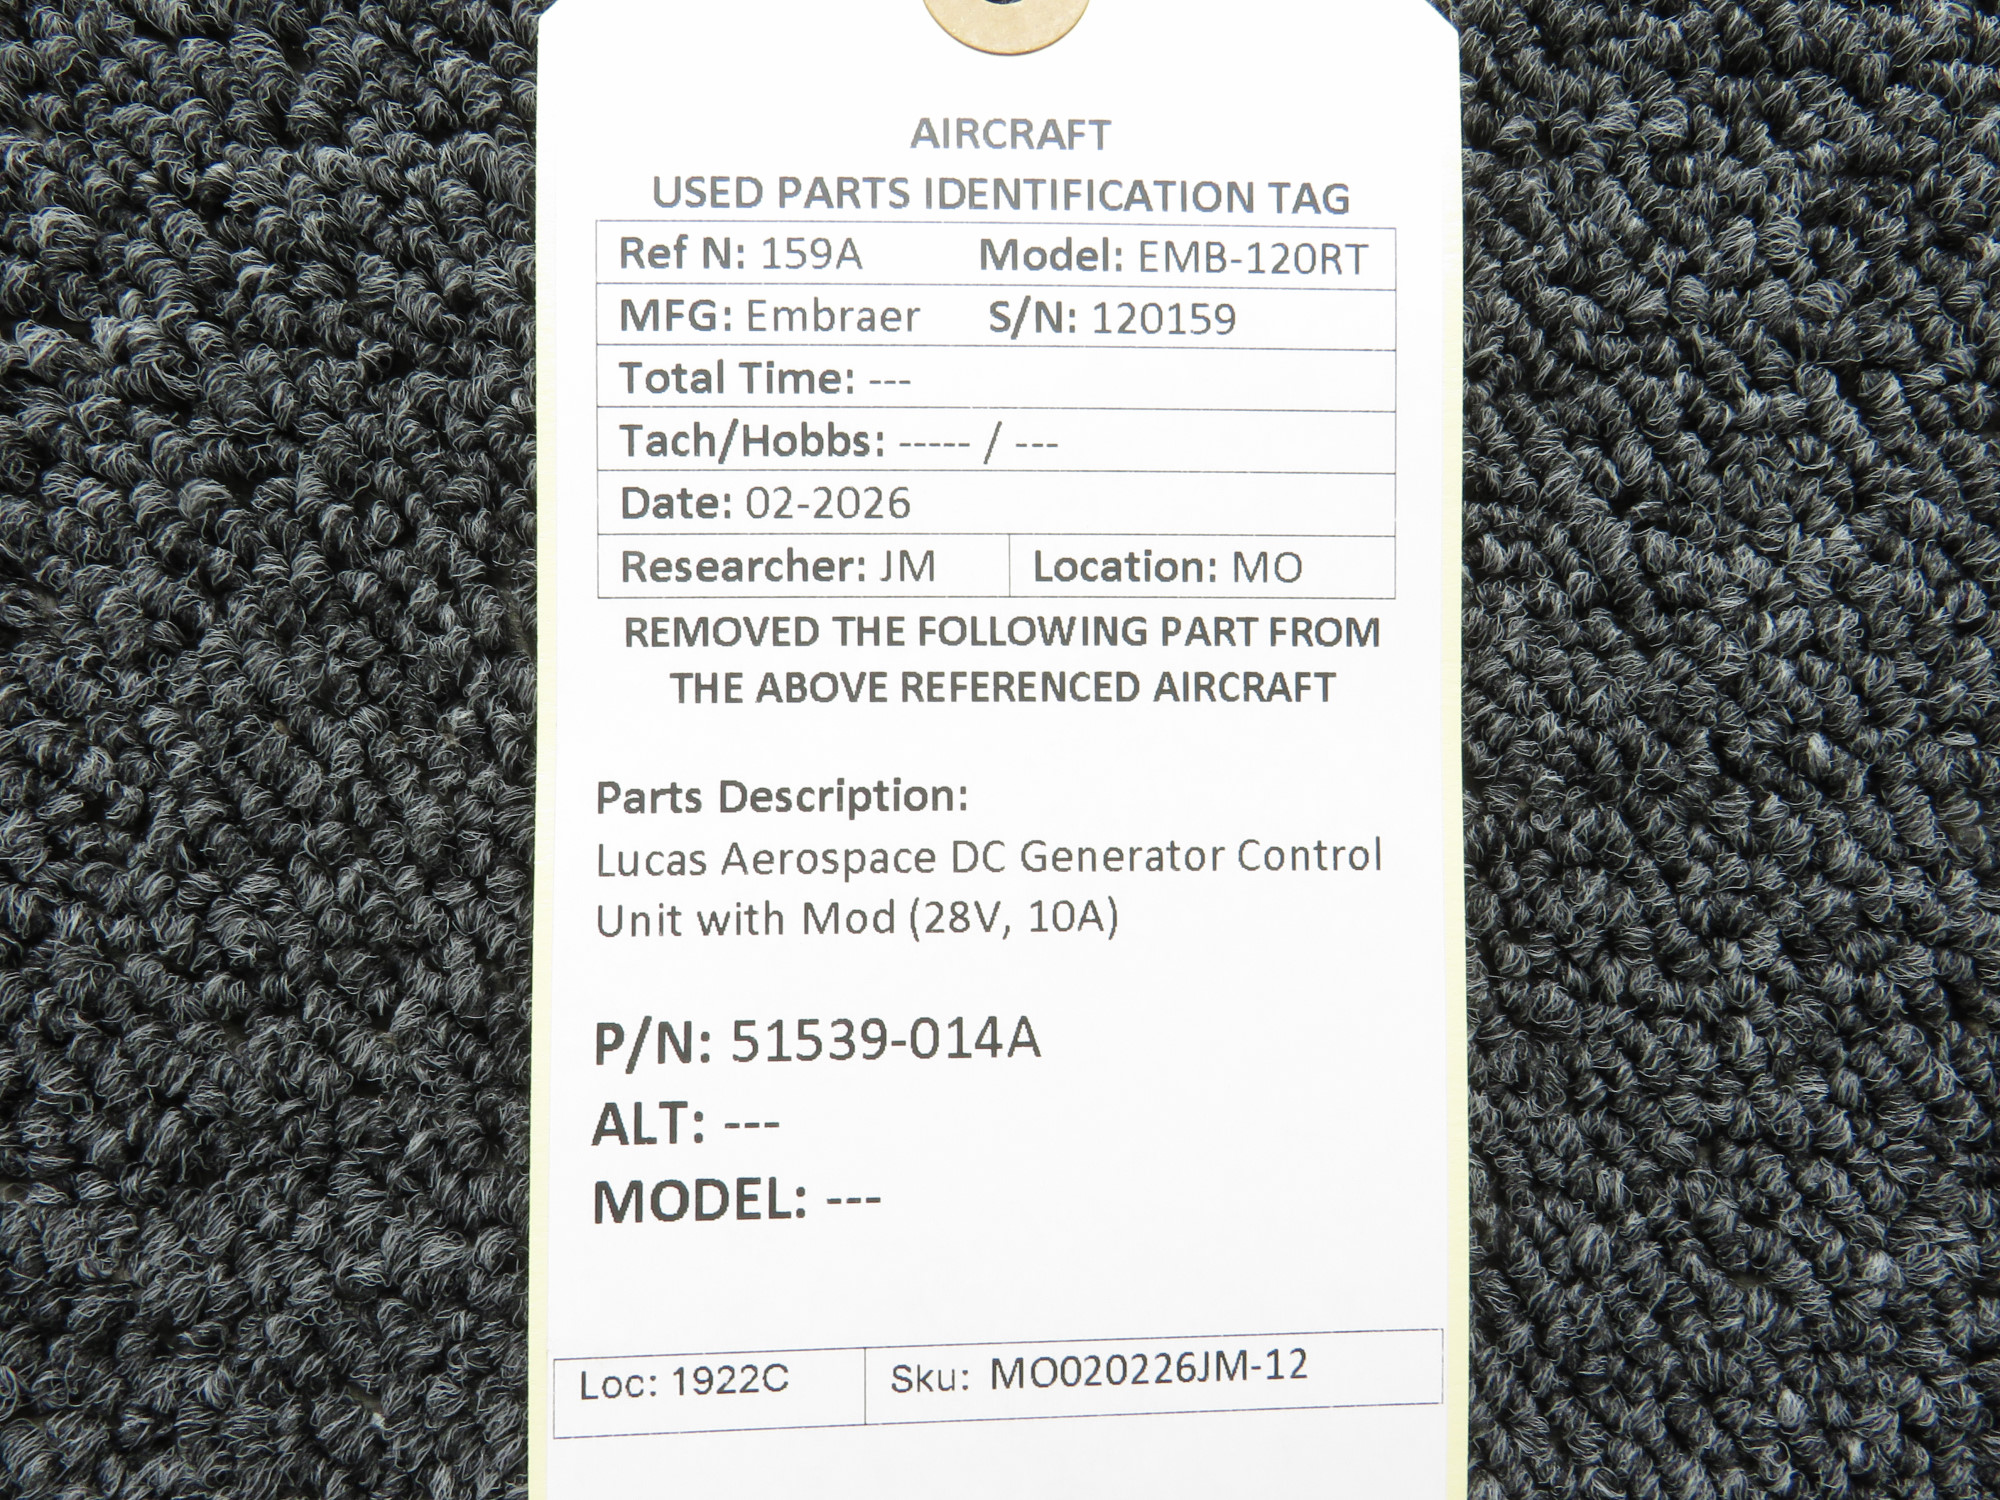 AIRCRAFT
USED PARTS IDENTIFICATION TAG
Ref N: 159A Model: EMB-120RT
MFG: Embraer S/N: 120159
Total Time: ---
Tach/Hobbs: ----- / ---
Date: 02-2026
Researcher: JM Location: MO
REMOVED THE FOLLOWING PART FROM
THE ABOVE REFERENCED AIRCRAFT
Parts Description:
Lucas Aerospace DC Generator Control
Unit with Mod (28V, 10A)
P/N: 51539-014A
ALT: ---
MODEL: ---
Loc: 1922C Sku: MO020226JM-12